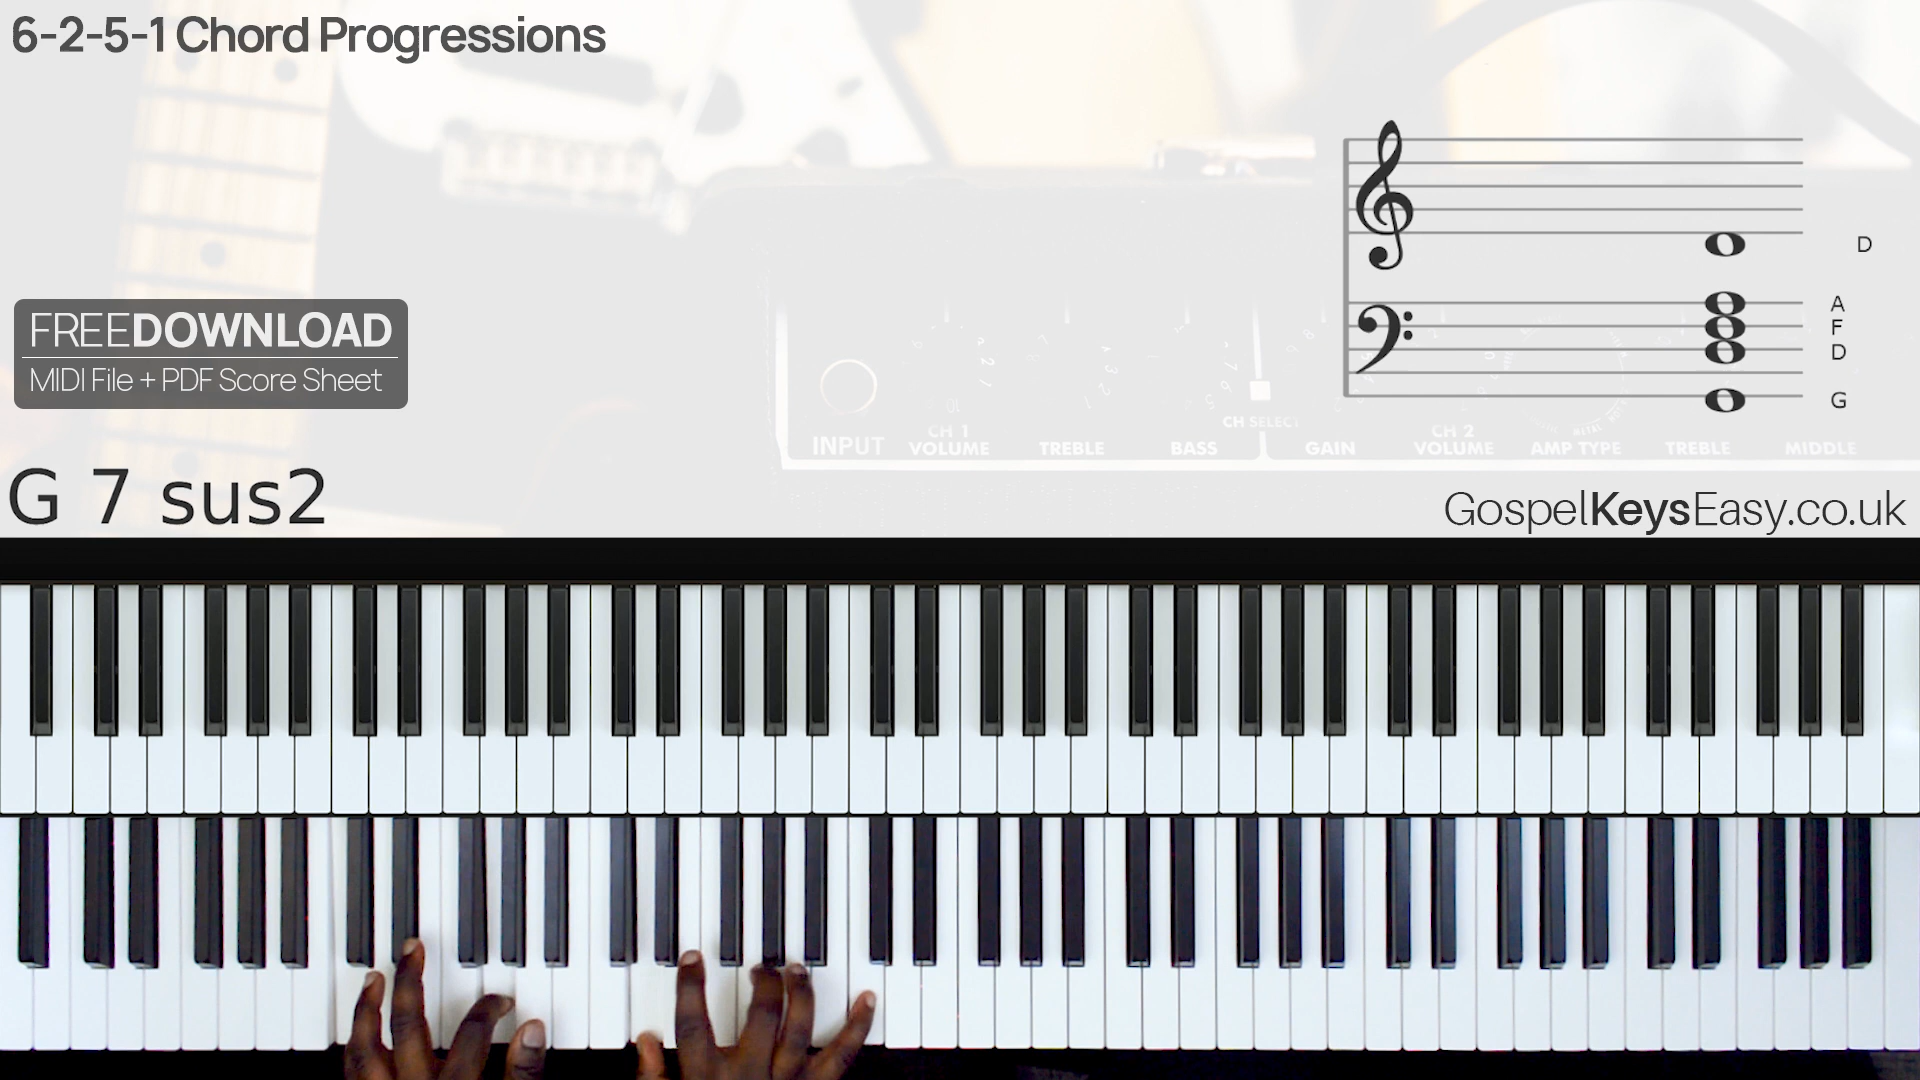 6-2-5-1 Chord Progressions
D
A
F
D
G
FREEDOWNLOAD
MIDI File + PDF Score Sheet
INPUT
CH 1
VOLUME
TREBLE
BASS
CH SELECT
GAIN
CH 2
VOLUME
AMP TYPE
TREBLE
MIDDLE
G 7 sus2
GospelKeysEasy.co.uk